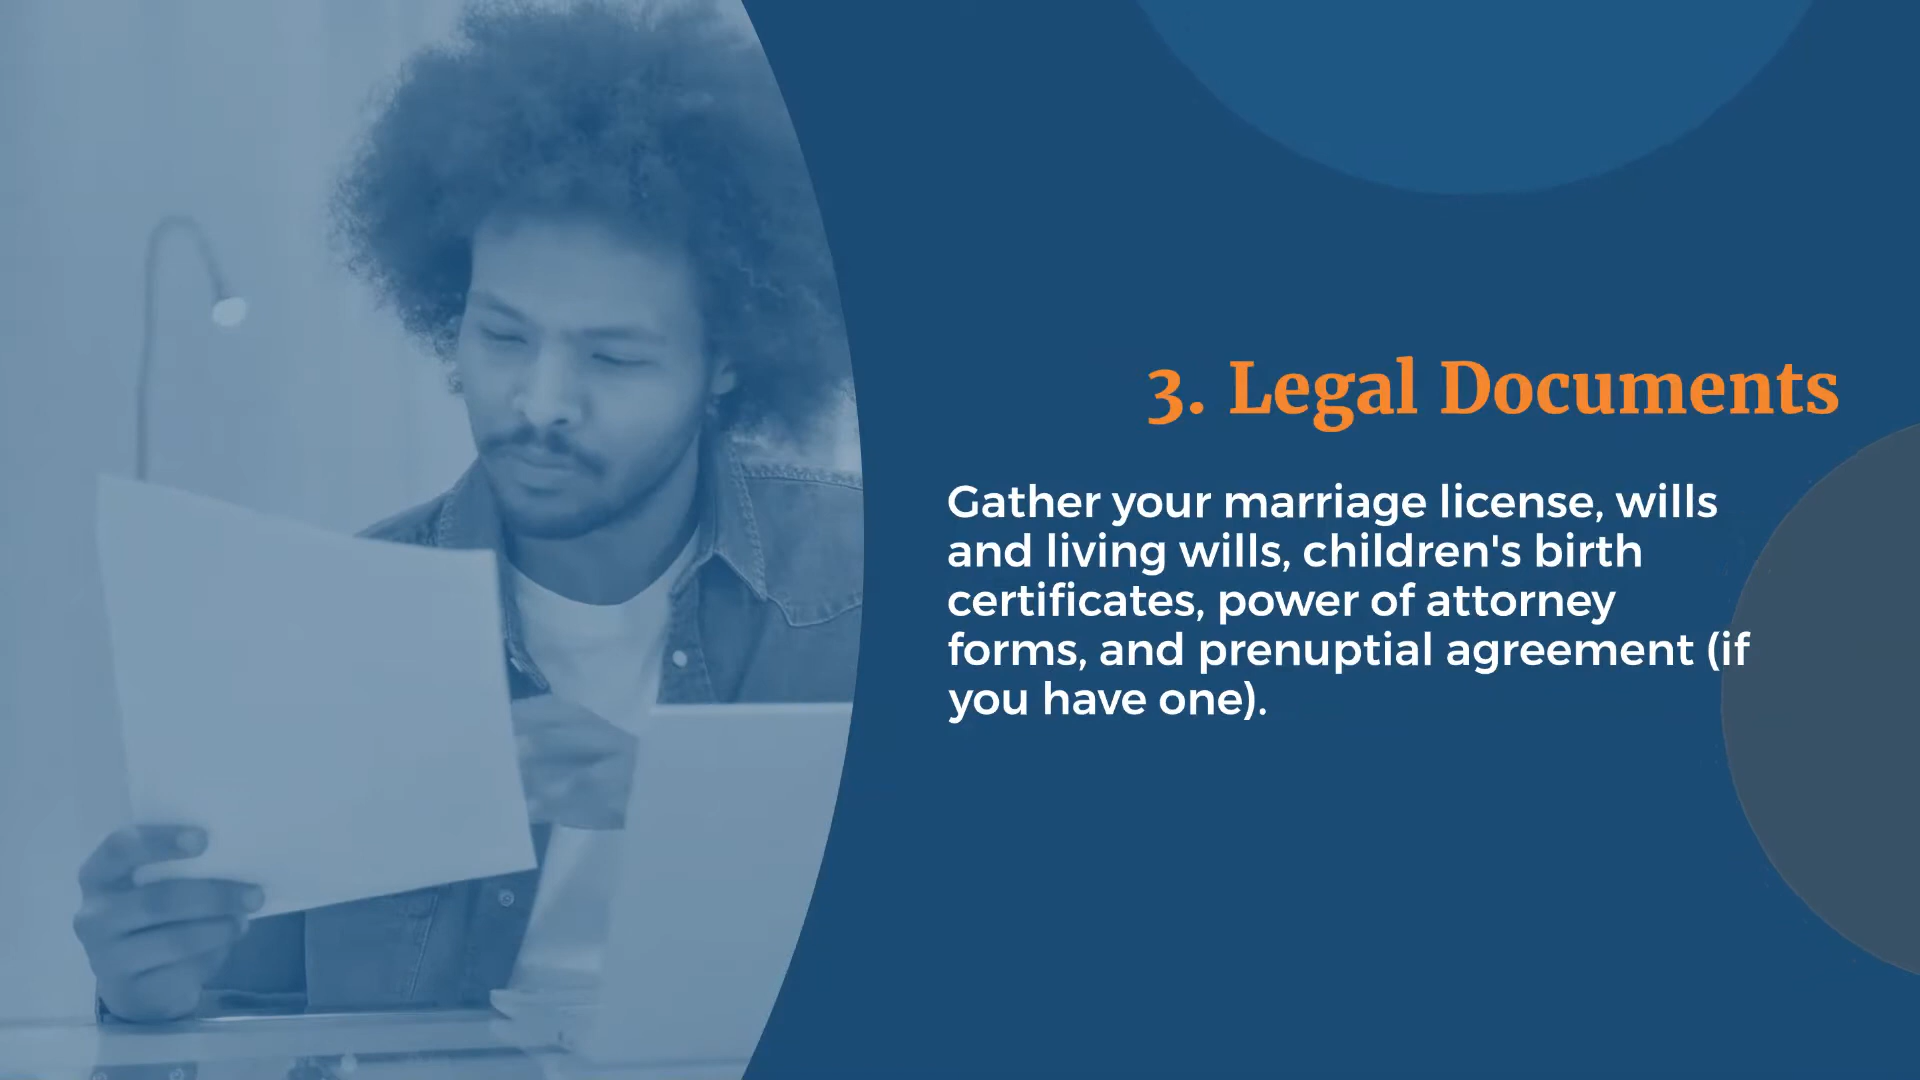 3. Legal Documents
Gather your marriage license, wills
and living wills, children's birth
certificates, power of attorney
forms, and prenuptial agreement (if
you have one).